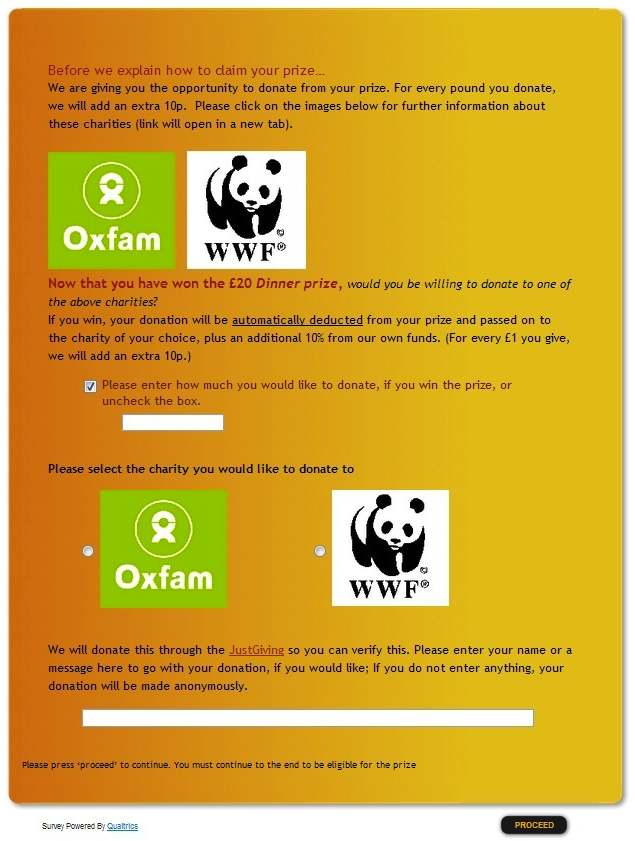 Before we explain how to claim your prize...
We are giving you the opportunity to donate from your prize. For every pound you donate,
we will add an extra 10p.  Please click on the images below for further information about
these charities (link will open in a new tab).
Oxfam
©
WWF®
Now that you have won the £20 Dinner prize, would you be willing to donate to one of
the above charities?
If you win, your donation will be automatically deducted from your prize and passed on to
the charity of your choice, plus an additional 10% from our own funds. (For every £1 you give,
we will add an extra 10p.)
Please enter how much you would like to donate, if you win the prize, or
uncheck the box.
Please select the charity you would like to donate to
Oxfam
©
WWF®
We will donate this through the JustGiving so you can verify this. Please enter your name or a
message here to go with your donation, if you would like; If you do not enter anything, your
donation will be made anonymously.
Please press ‘proceed’ to continue. You must continue to the end to be eligible for the prize
Survey Powered By Qualtrics
PROCEED